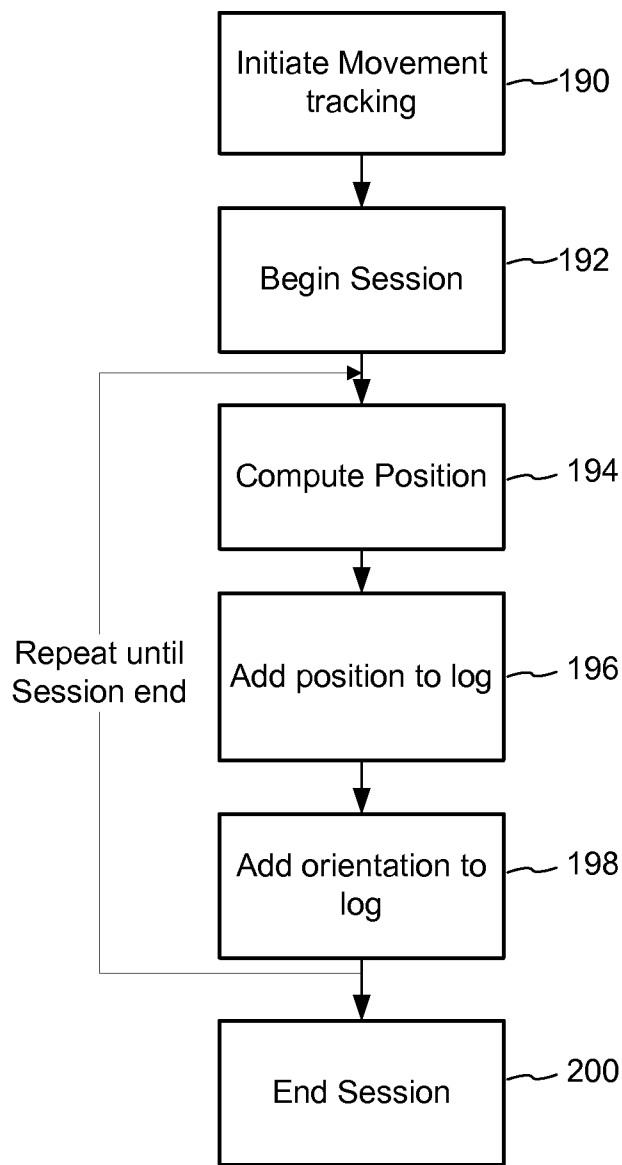 Initiate Movement
tracking
190
Begin Session
192
Compute Position
194
Repeat until
Session end
Add position to log
196
Add orientation to
log
198
End Session
200